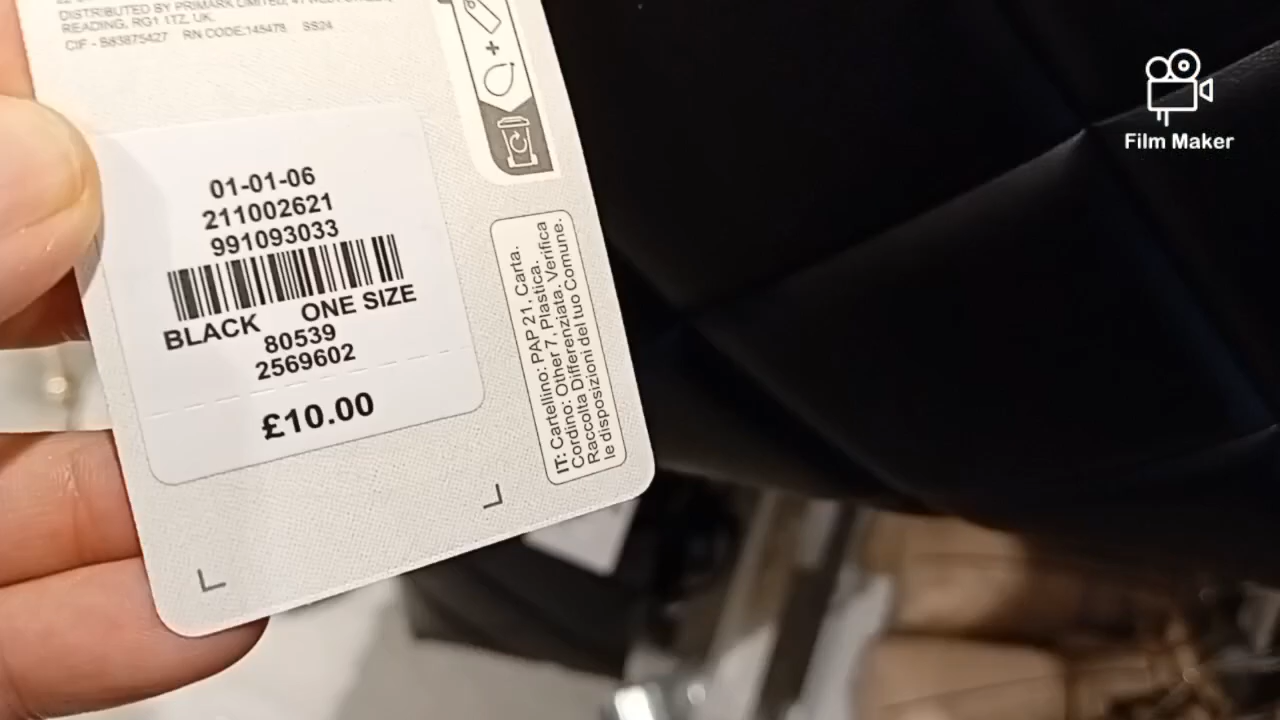 DISTRIBUTED BY PRIMARK LIMITED, 47 WEST
READING, RG1 1TZ, UK.
CIF - B83875427 RN CODE:145478 SS24
01-01-06
211002621
991093033
BLACK ONE SIZE
80539
2569602
£10.00
IT: Cartellino: PAP 21, Carta.
Cordino: Other 7, Plastica.
Raccolta Differenziata. Verifica
le disposizioni del tuo Comune.
Film Maker